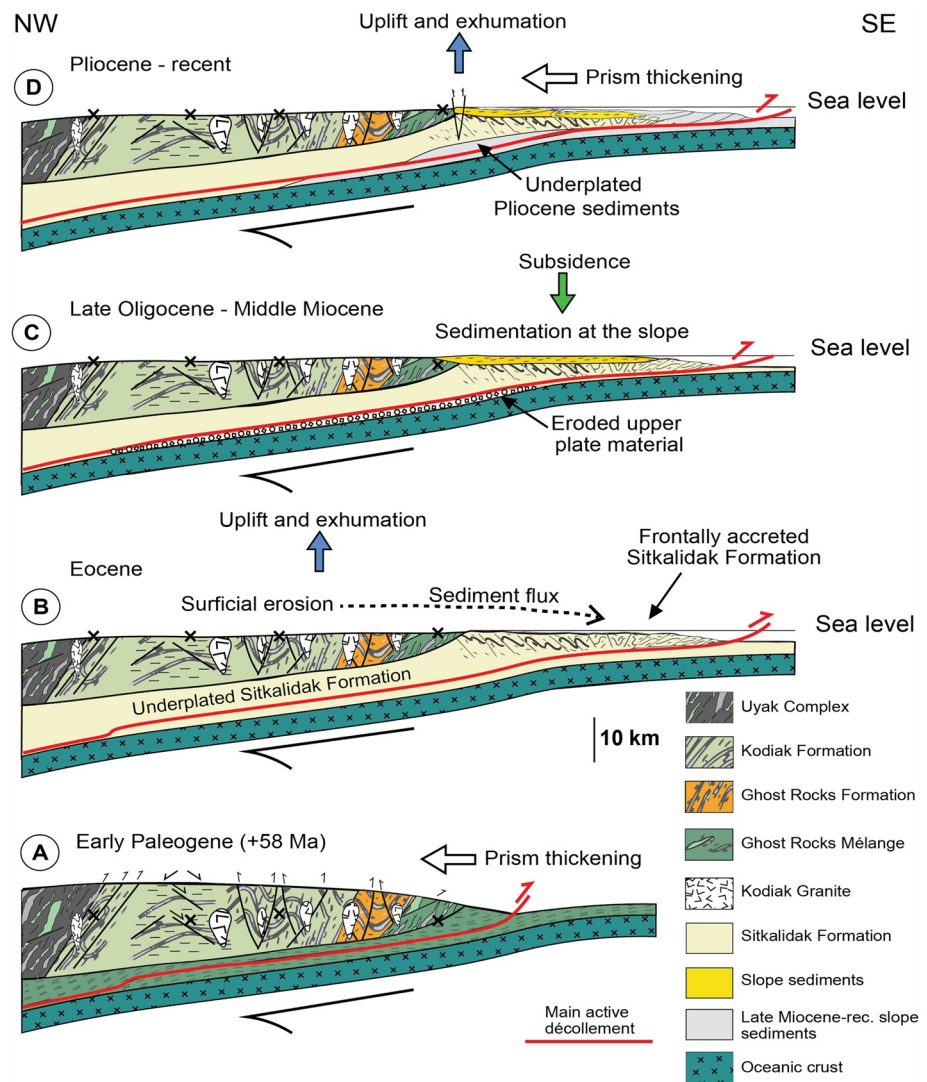 NW
SE
Uplift and exhumation
D
Pliocene - recent
Prism thickening
Sea level
Underplated
Pliocene sediments
Subsidence
C
Late Oligocene - Middle Miocene
Sedimentation at the slope
Sea level
Eroded upper
plate material
Uplift and exhumation
Frontally accreted
Sitkalidak Formation
Eocene
B
Surficial erosion
Sediment flux
Sea level
Underplated Sitkalidak Formation
10 km
A
Early Paleogene (+58 Ma)
Prism thickening
Uyak Complex
Kodiak Formation
Ghost Rocks Formation
Ghost Rocks Mélange
Kodiak Granite
Sitkalidak Formation
Slope sediments
Late Miocene-rec. slope
sediments
Oceanic crust
Main active
décollement